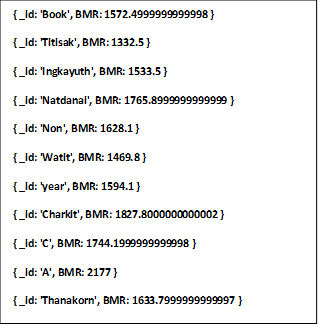 { _id: 'Book', BMR: 1572.4999999999998 }
{ _id: 'Titisak', BMR: 1332.5 }
{ _id: 'Ingkayuth', BMR: 1533.5 }
{ _id: 'Natdanai', BMR: 1765.8999999999999 }
{ _id: 'Non', BMR: 1628.1 }
{ _id: 'Watit', BMR: 1469.8 }
{ _id: 'year', BMR: 1594.1 }
{ _id: 'Charkit', BMR: 1827.8000000000002 }
{ _id: 'C', BMR: 1744.1999999999998 }
{ _id: 'A', BMR: 2177 }
{ _id: 'Thanakorn', BMR: 1633.7999999999997 }